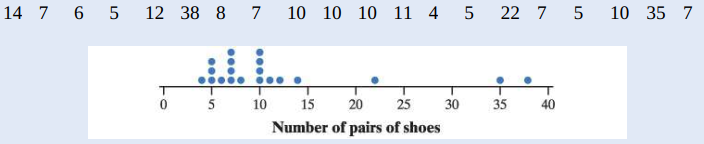 14 7 6 5 12 38 8 7 10 10 10 11 4 5 22 7 5 10 35 7
0 5 10 15 20 25 30 35 40
Number of pairs of shoes